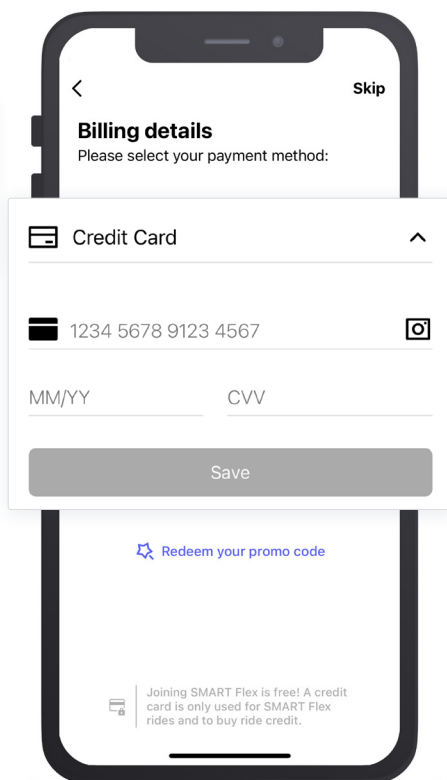 Skip
Billing details
Please select your payment method:
Credit Card
1234 5678 9123 4567
MM/YY CVV
Save
Redeem your promo code
Joining SMART Flex is free! A credit
card is only used for SMART Flex
rides and to buy ride credit.